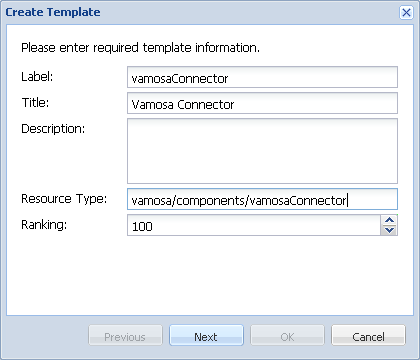 Create Template
Please enter required template information.
Label: vamosaConnector
Title: Vamosa Connector
Description:
Resource Type: vamosa/components/vamosaConnector
Ranking: 100
Previous Next OK Cancel